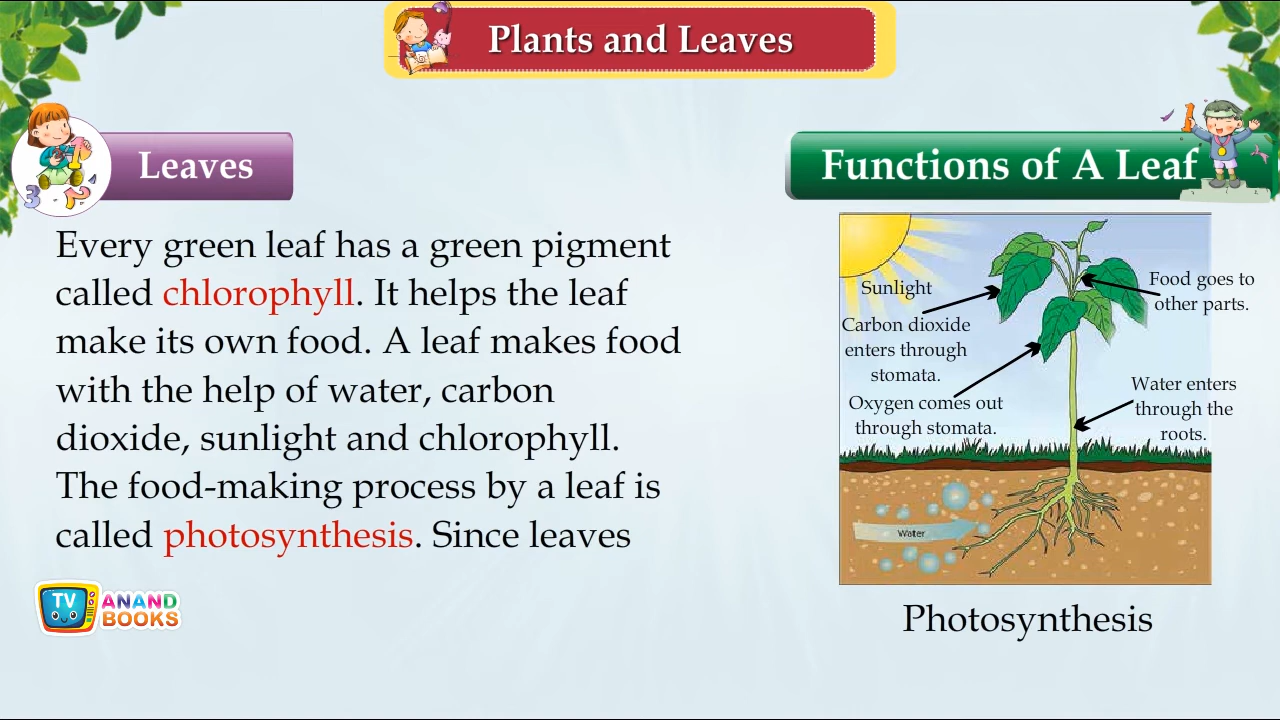 Plants and Leaves
Leaves
Every green leaf has a green pigment
called chlorophyll. It helps the leaf
make its own food. A leaf makes food
with the help of water, carbon
dioxide, sunlight and chlorophyll.
The food-making process by a leaf is
called photosynthesis. Since leaves
TV
ANAND
BOOKS
Functions of A Leaf
Sunlight
Carbon dioxide
enters through
stomata.
Oxygen comes out
through stomata.
Food goes to
other parts.
Water enters
through the
roots.
Water
Photosynthesis